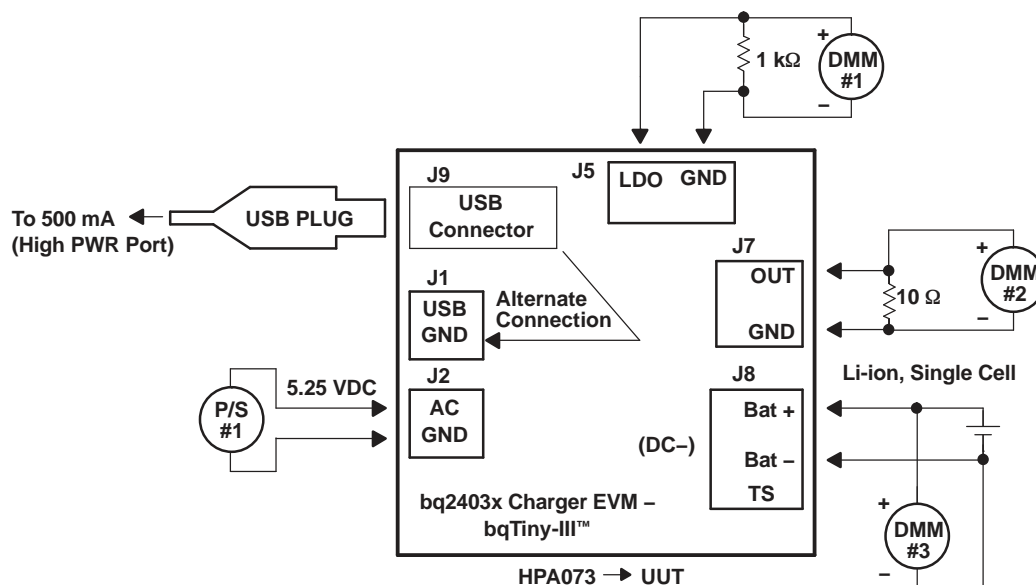 +
1 kΩ
DMM
#1
−
J9
USB
Connector
J5
LDO GND
To 500 mA
(High PWR Port)
USB PLUG
J7
OUT
GND
+
10 Ω
DMM
#2
−
J1
USB
GND
Alternate
Connection
J2
AC
GND
5.25 VDC
P/S
#1
J8
Li-ion, Single Cell
Bat +
(DC−)
Bat −
TS
bq2403x Charger EVM −
bqTiny-III™
+
DMM
#3
−
HPA073 → UUT